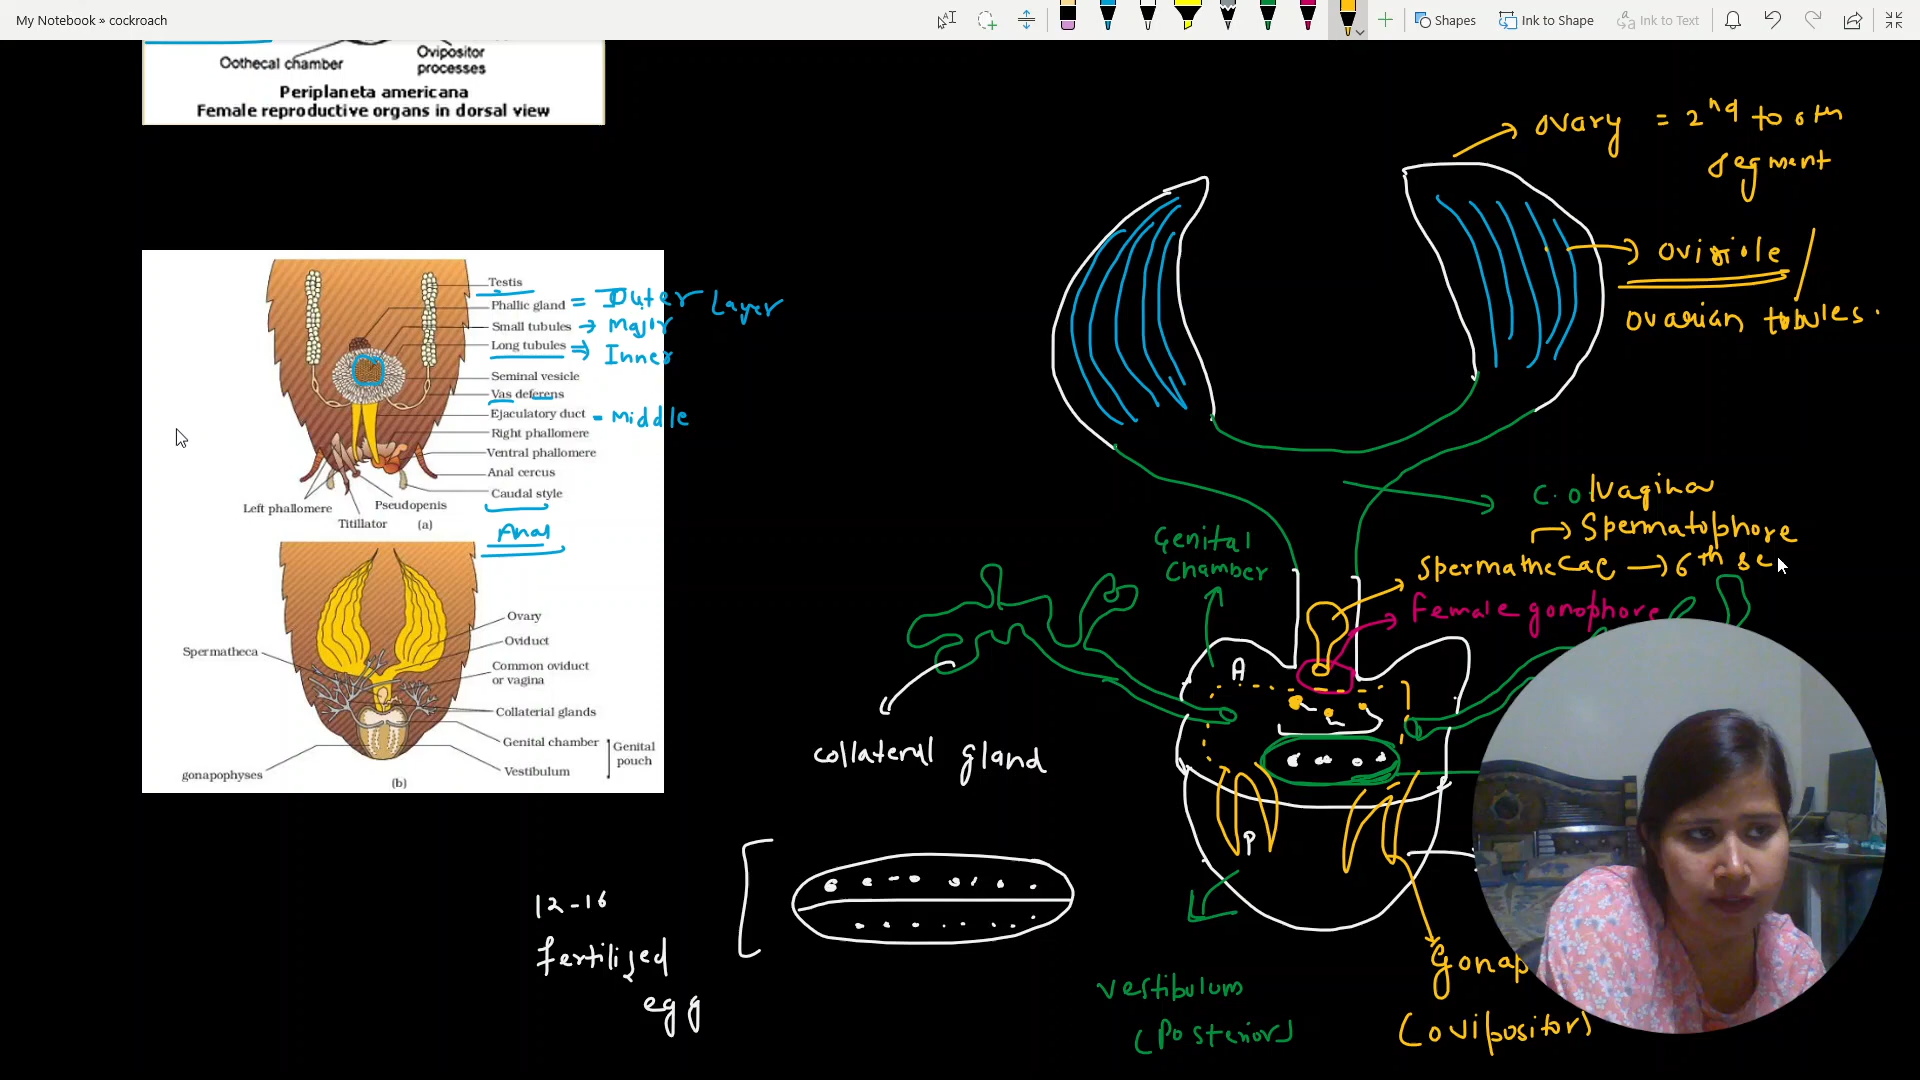 My Notebook » cockroach
Shapes
Ink to Shape
Ink to Text
Oothecal chamber
Ovipositor
processes
Periplaneta americana
Female reproductive organs in dorsal view
Testis
Phallic gland = Outer Layer
Small tubules → Major
Long tubules ⇒ Inner
Seminal vesicle
Vas deferens
Ejaculatory duct - Middle
Right phallomere
Ventral phallomere
Anal cercus
Caudal style
Pseudopenis
Left phallomere
Titillator
(a)
Anal
Ovary
Oviduct
Spermatheca
Common oviduct
or vagina
Collaterial glands
Genital chamber
Genital
pouch
Vestibulum
gonapophyses
(b)
ovary = 2nd to 6th
segment
ovarian tubules.
C.O/vagina
Spermatophore
Spermathecae → 6th se
Female gonophore
Genital
Chamber
A
collateral gland
P
12-16
fertilized
egg
vestibulum
(Posterior)
gonap
(ovipositor)